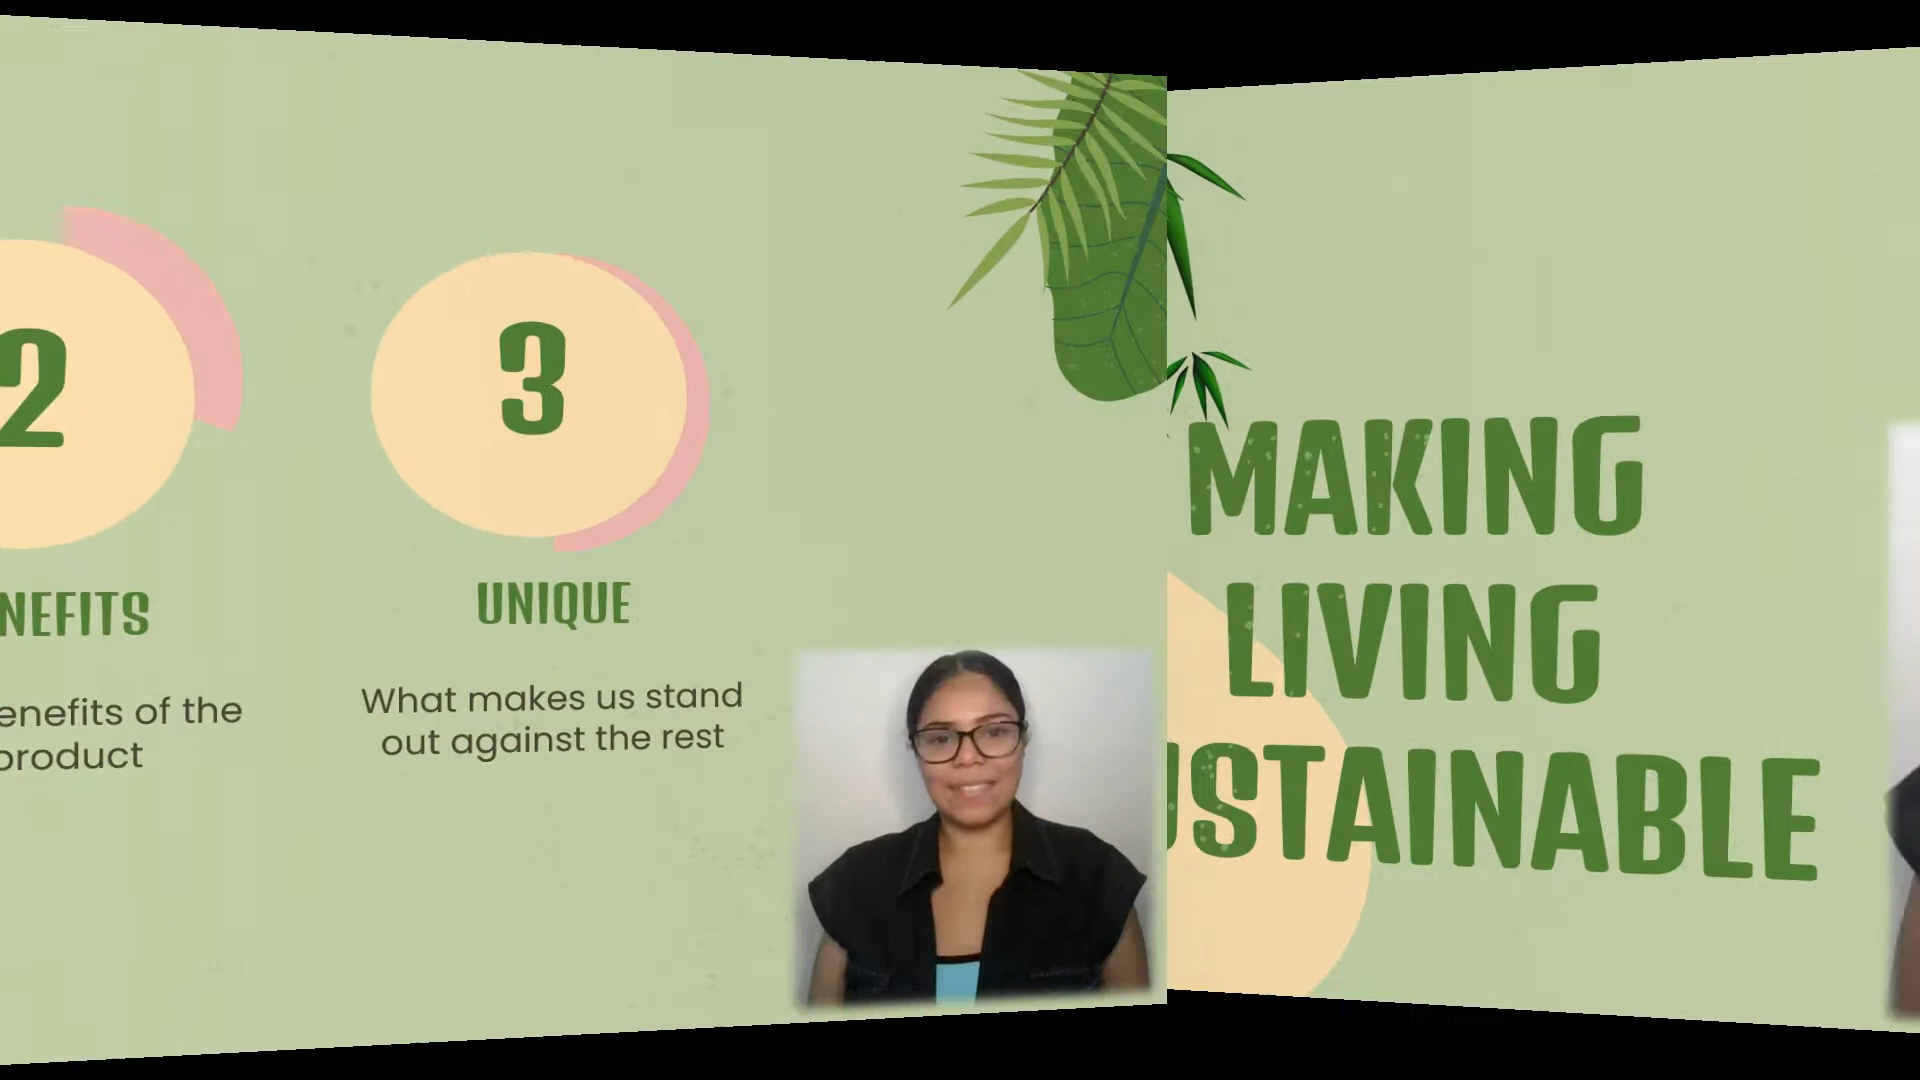 2
NEFITS
enefits of the
product
3
UNIQUE
What makes us stand
out against the rest
MAKING
LIVING
USTAINABLE